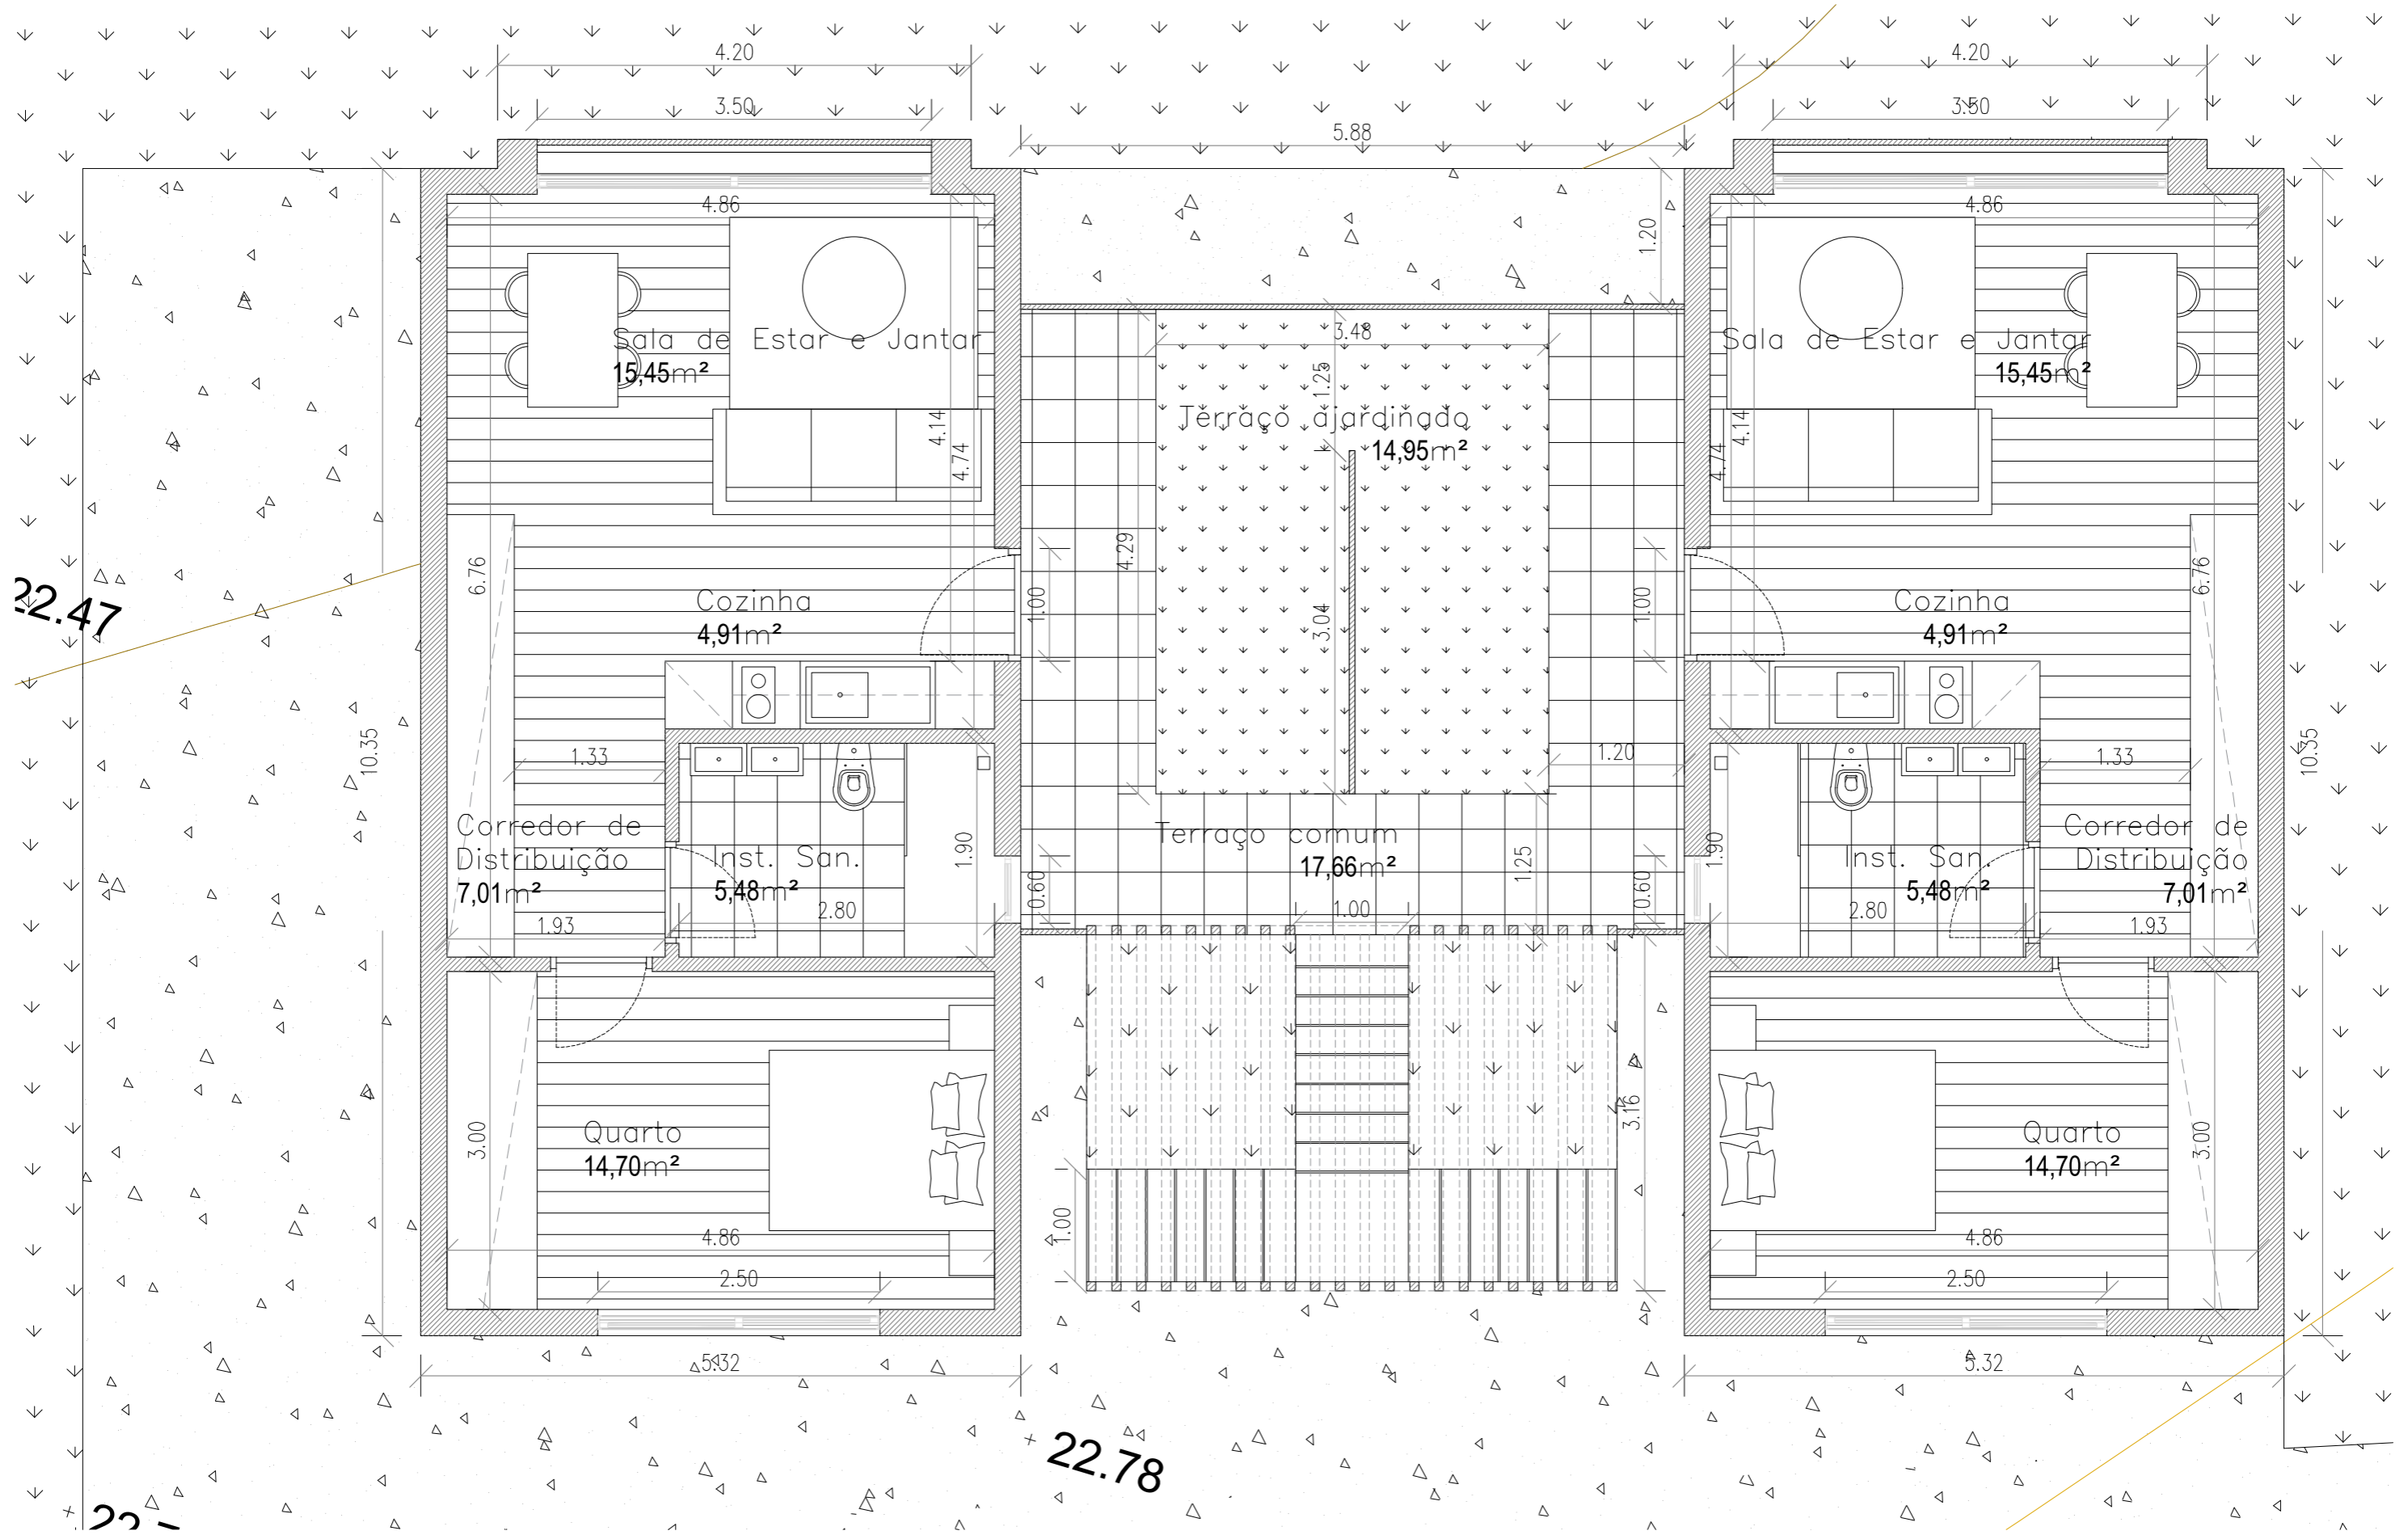 4.20
4.20
3.50
3.50
5.88
4.86
4.86
1.20
Sala de Estar e Jantar
15,45m²
3.48
Sala de Estar e Jantar
15,45m²
1.25
Terraço ajardinado
14,95m²
4.14
4.74
4.14
4.74
4.29
6.76
6.76
22.47
Cozinha
4,91m²
1.00
3.04
1.00
Cozinha
4,91m²
10.35
1.33
1.20
1.33
10.35
Corredor de
Distribuição
7,01m²
Inst. San.
5,48m²
1.90
Terraço comum
17,66m²
1.25
1.90
Inst. San.
5,48m²
Corredor de
Distribuição
7,01m²
0.60
0.60
1.93
2.80
1.00
2.80
1.93
3.00
Quarto
14,70m²
3.16
Quarto
14,70m²
3.00
1.00
4.86
4.86
2.50
2.50
5.32
5.32
22.78